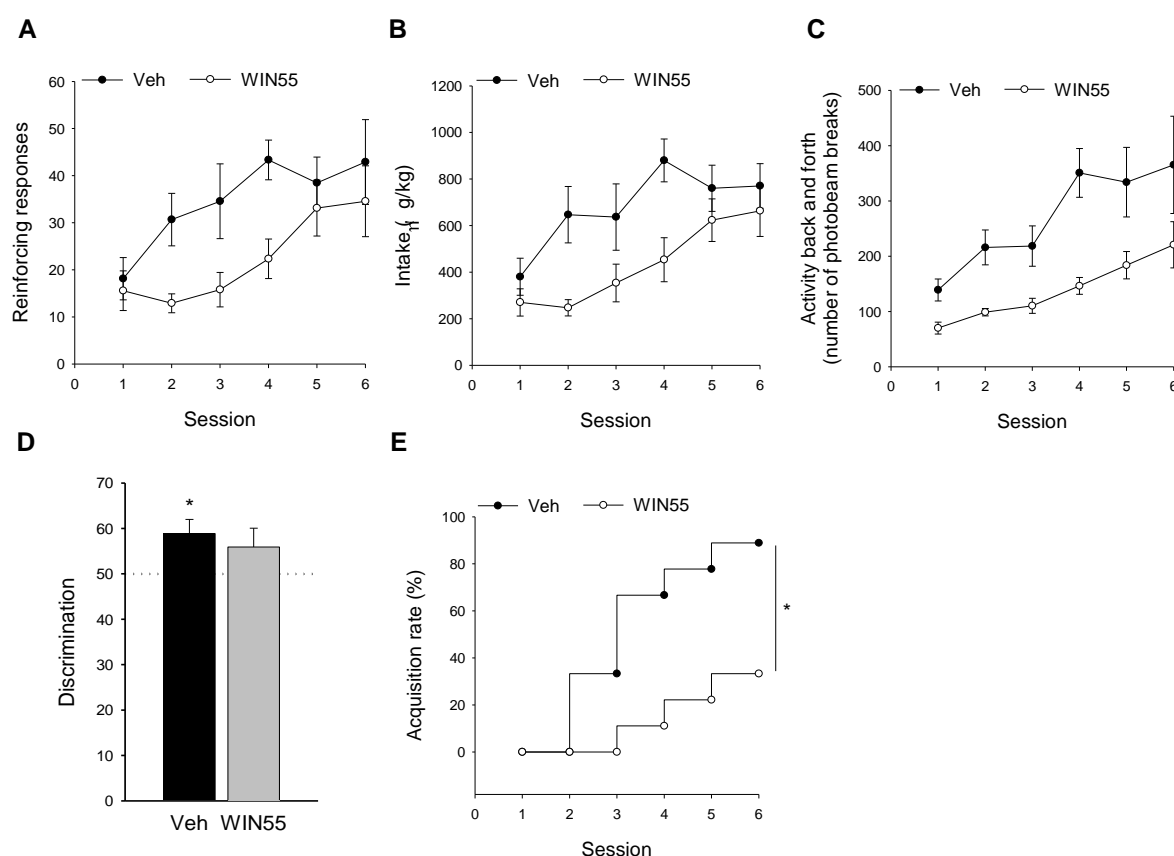 A
Veh WIN55
60
50
40
30
20
10
0
Reinforcing responses
0 1 2 3 4 5 6
Session
B
Veh WIN55
1200
1000
800
600
400
200
0
Intake ( g/kg)
0 1 2 3 4 5 6
Session
C
Veh WIN55
500
400
300
200
100
0
Activity back and forth
(number of photobeam breaks)
0 1 2 3 4 5 6
Session
D
70
60
50
40
30
20
10
0
Discrimination
*
Veh WIN55
E
Veh WIN55
100
80
60
40
20
0
Acquisition rate (%)
*
0 1 2 3 4 5 6
Session